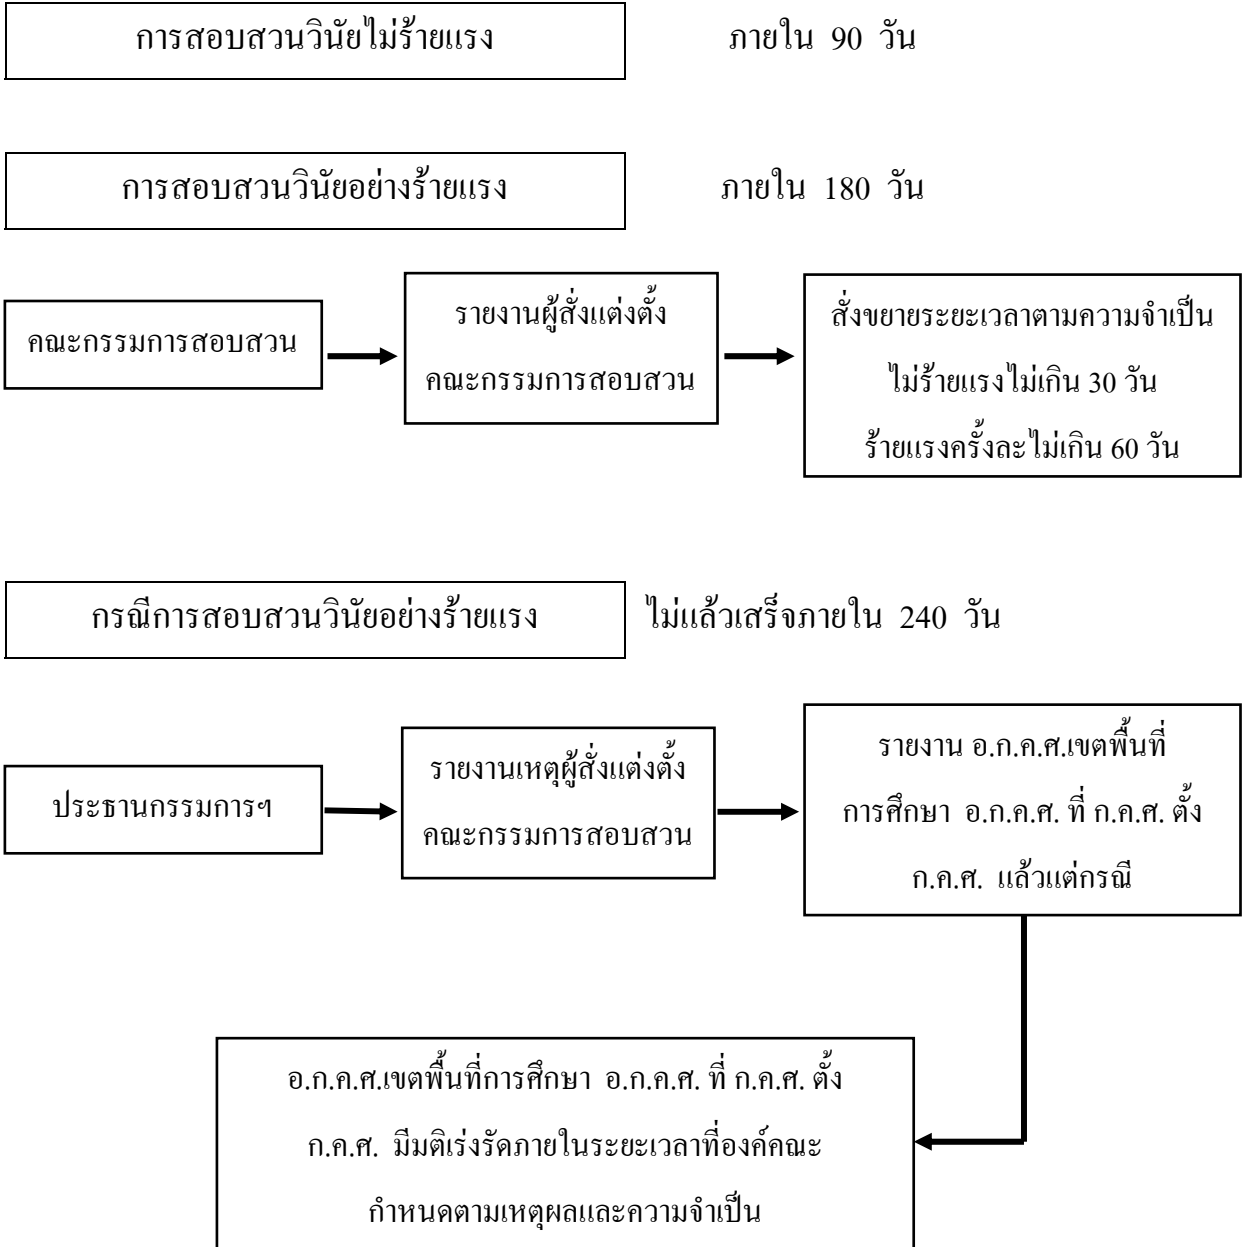 การสอบสวนวินัยไม่ร้ายแรง ภายใน 90 วัน
การสอบสวนวินัยอย่างร้ายแรง ภายใน 180 วัน
คณะกรรมการสอบสวน
รายงานผู้สั่งแต่งตั้ง
คณะกรรมการสอบสวน
สั่งขยายระยะเวลาตามความจำเป็น
ไม่ร้ายแรงไม่เกิน 30 วัน
ร้ายแรงครั้งละไม่เกิน 60 วัน
กรณีการสอบสวนวินัยอย่างร้ายแรง ไม่แล้วเสร็จภายใน 240 วัน
ประธานกรรมการฯ
รายงานเหตุผู้สั่งแต่งตั้ง
คณะกรรมการสอบสวน
รายงาน อ.ก.ค.ศ.เขตพื้นที่
การศึกษา อ.ก.ค.ศ. ที่ ก.ค.ศ. ตั้ง
ก.ค.ศ. แล้วแต่กรณี
อ.ก.ค.ศ.เขตพื้นที่การศึกษา อ.ก.ค.ศ. ที่ ก.ค.ศ. ตั้ง
ก.ค.ศ. มีมติเร่งรัดภายในระยะเวลาที่องค์คณะ
กำหนดตามเหตุผลและความจำเป็น